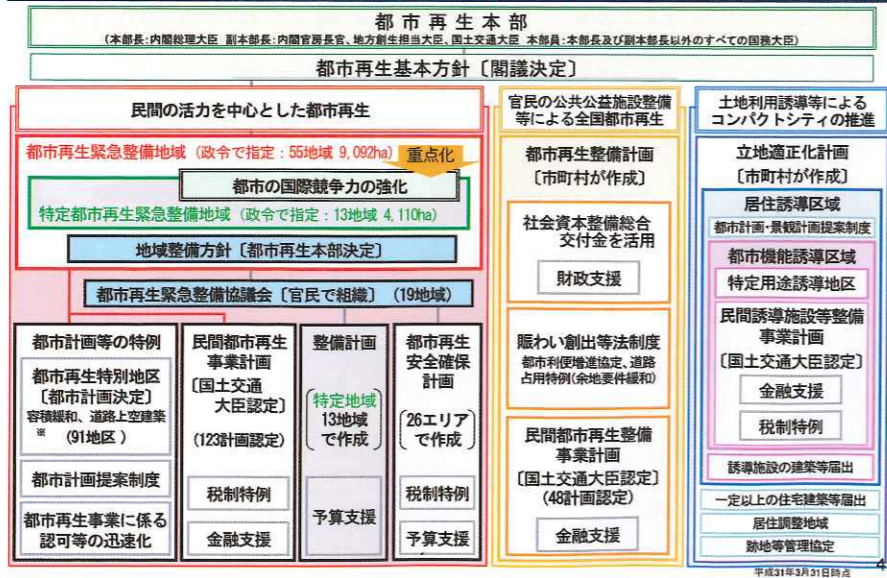 都市再生本部
(本部長:内閣総理大臣 副本部長:内閣官房長官、地方創生担当大臣、国土交通大臣 本部員:本部長及び副本部長以外のすべての国務大臣)
都市再生基本方針〔閣議決定〕
民間の活力を中心とした都市再生
都市再生緊急整備地域(政令で指定:55地域 9,092ha)
重点化
都市の国際競争力の強化
特定都市再生緊急整備地域(政令で指定:13地域 4,110ha)
地域整備方針〔都市再生本部決定〕
都市再生緊急整備協議会〔官民で組織〕(19地域)
都市計画等の特例
都市再生特別地区
〔都市計画決定〕
容積緩和、道路上空建築
※ (91地区)
都市計画提案制度
都市再生事業に係る
認可等の迅速化
民間都市再生
事業計画
〔国土交通
大臣認定〕
(123計画認定)
税制特例
金融支援
整備計画
特定地域
13地域
で作成
予算支援
都市再生
安全確保
計画
26エリア
で作成
税制特例
予算支援
官民の公共公益施設整備
等による全国都市再生
都市再生整備計画
〔市町村が作成〕
社会資本整備総合
交付金を活用
財政支援
賑わい創出等法制度
都市利便増進協定、道路
占用特例(余地要件緩和)
民間都市再生整備
事業計画
〔国土交通大臣認定〕
(48計画認定)
金融支援
土地利用誘導等による
コンパクトシティの推進
立地適正化計画
〔市町村が作成〕
居住誘導区域
都市計画・景観計画提案制度
都市機能誘導区域
特定用途誘導地区
民間誘導施設等整備
事業計画
〔国土交通大臣認定〕
金融支援
税制特例
誘導施設の建築等届出
一定以上の住宅建築等届出
居住調整地域
跡地等管理協定
4
平成31年3月31日時点